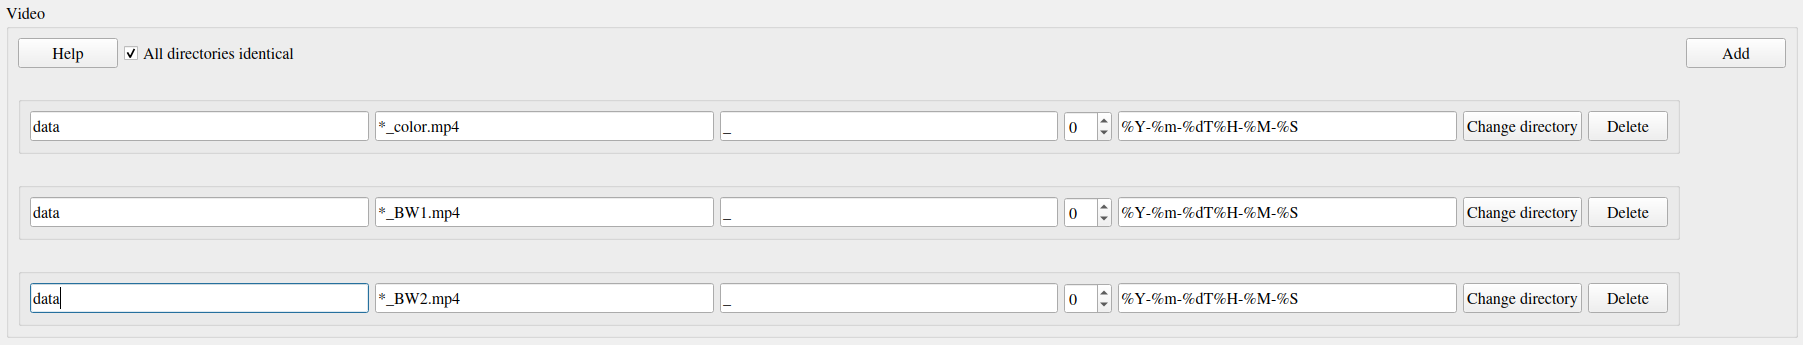 Video
Help All directories identical Add
data *_color.mp4 _ 0 %Y-%m-%dT%H-%M-%S Change directory Delete
data *_BW1.mp4 _ 0 %Y-%m-%dT%H-%M-%S Change directory Delete
data *_BW2.mp4 _ 0 %Y-%m-%dT%H-%M-%S Change directory Delete